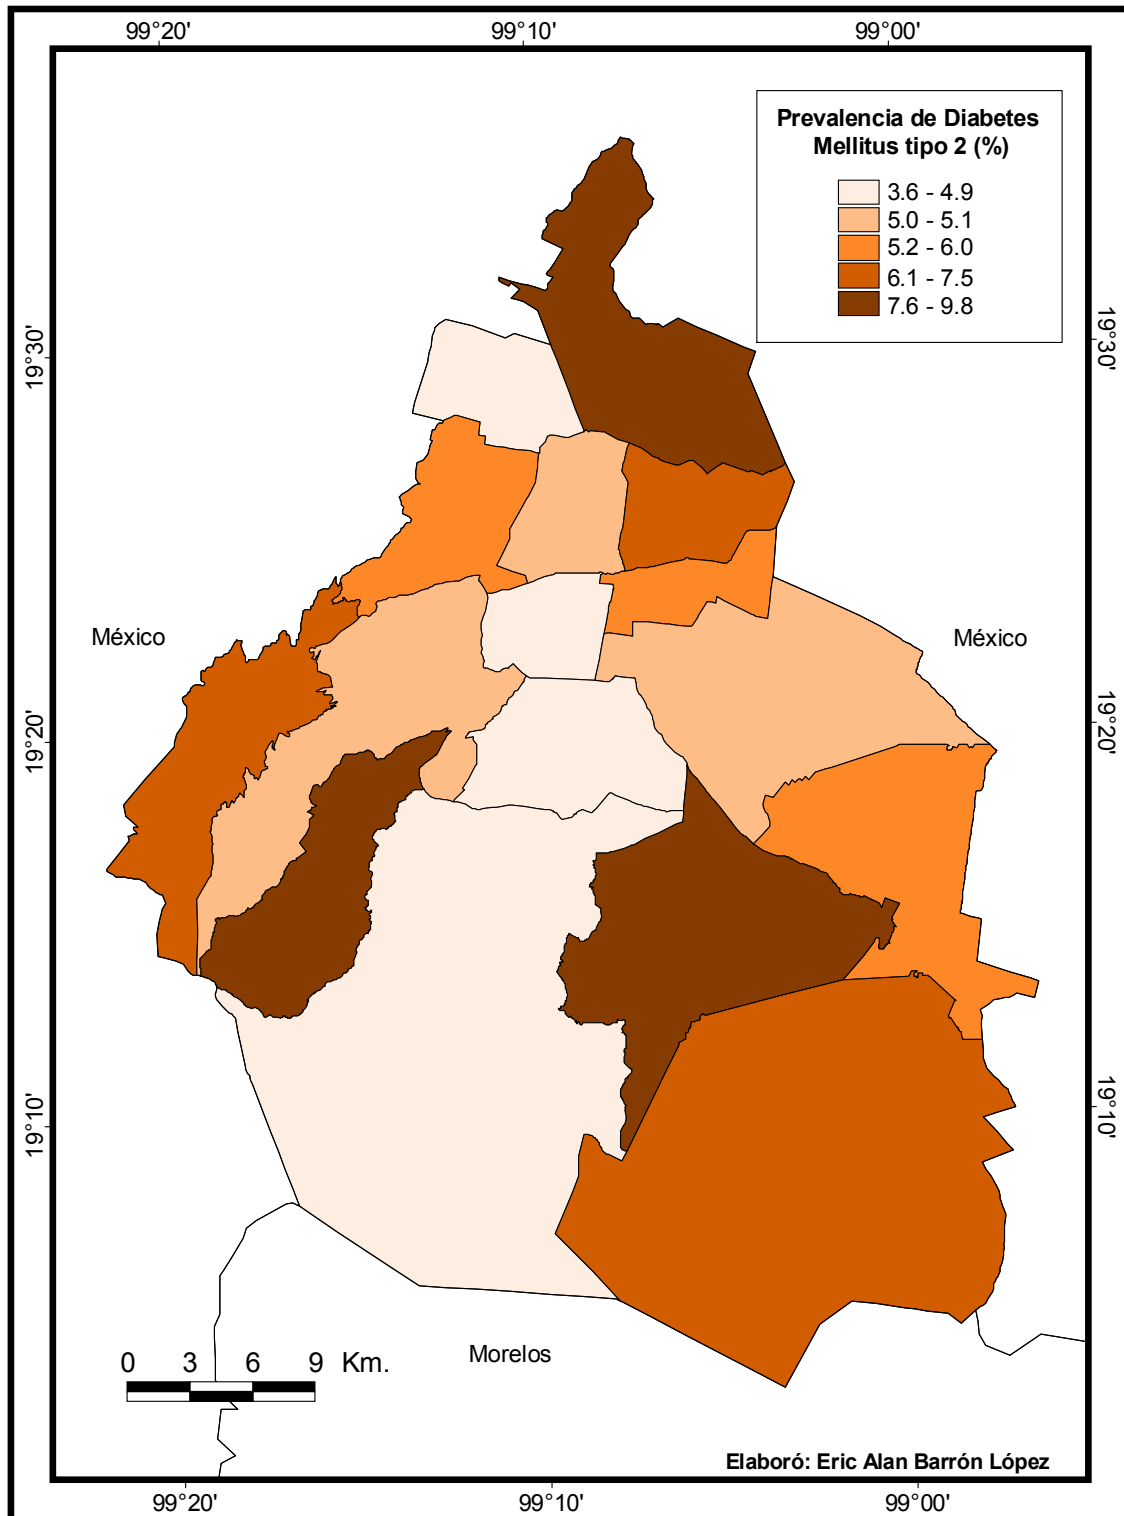 99°20' 99°10' 99°00'
Prevalencia de Diabetes
Mellitus tipo 2 (%)
3.6 - 4.9
5.0 - 5.1
5.2 - 6.0
6.1 - 7.5
7.6 - 9.8
19°30' 19°30'
México México
19°20' 19°20'
19°10' 19°10'
Morelos
0 3 6 9 Km.
Elaboró: Eric Alan Barrón López
99°20' 99°10' 99°00'